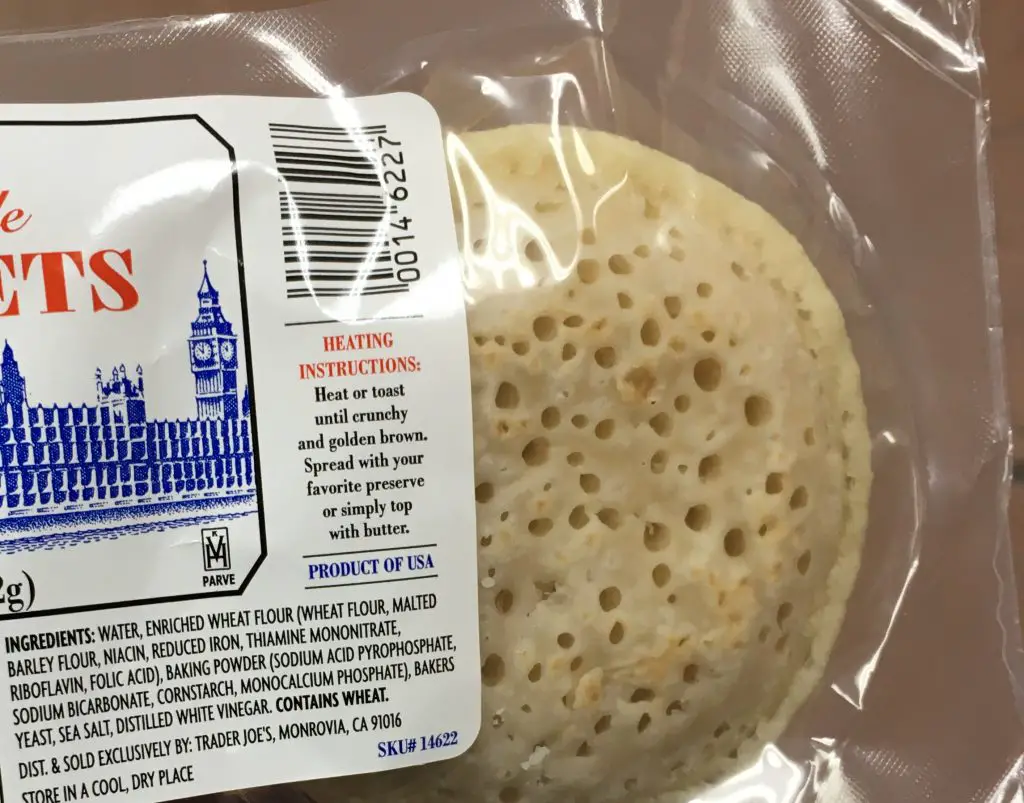 le
ETS
2g)
K
M
PARVE
0014 6227
HEATING
INSTRUCTIONS:
Heat or toast
until crunchy
and golden brown.
Spread with your
favorite preserve
or simply top
with butter.
PRODUCT OF USA
INGREDIENTS: WATER, ENRICHED WHEAT FLOUR (WHEAT FLOUR, MALTED
BARLEY FLOUR, NIACIN, REDUCED IRON, THIAMINE MONONITRATE,
RIBOFLAVIN, FOLIC ACID), BAKING POWDER (SODIUM ACID PYROPHOSPHATE,
SODIUM BICARBONATE, CORNSTARCH, MONOCALCIUM PHOSPHATE), BAKERS
YEAST, SEA SALT, DISTILLED WHITE VINEGAR. CONTAINS WHEAT.
DIST. & SOLD EXCLUSIVELY BY: TRADER JOE'S, MONROVIA, CA 91016
STORE IN A COOL, DRY PLACE
SKU# 14622